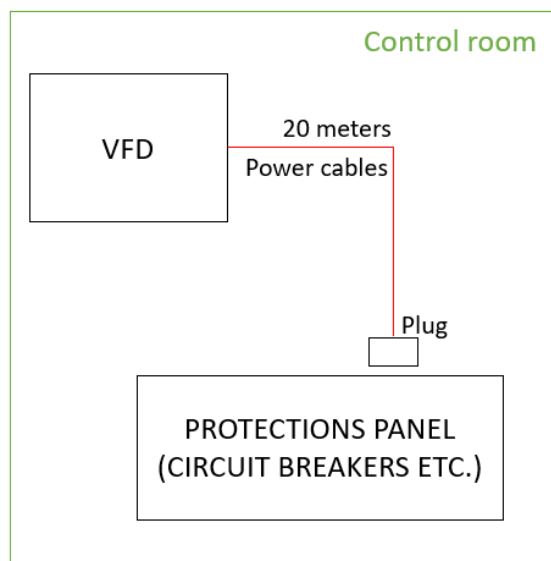 Control room
VFD
20 meters
Power cables
Plug
PROTECTIONS PANEL
(CIRCUIT BREAKERS ETC.)